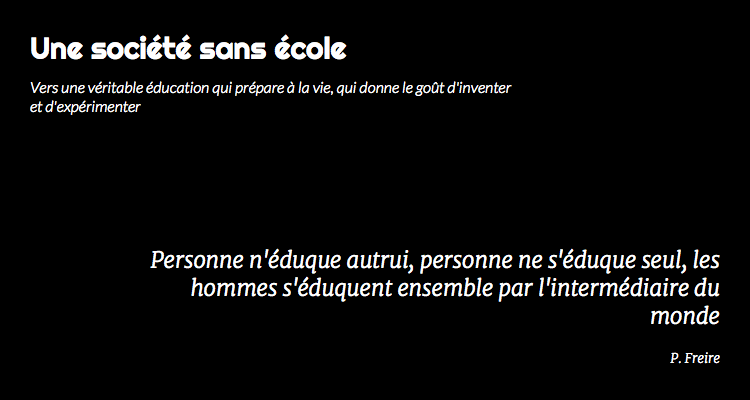 Une société sans école
Vers une véritable éducation qui prépare à la vie, qui donne le goût d'inventer
et d'expérimenter
Personne n'éduque autrui, personne ne s'éduque seul, les
hommes s'éduquent ensemble par l'intermédiaire du
monde
P. Freire